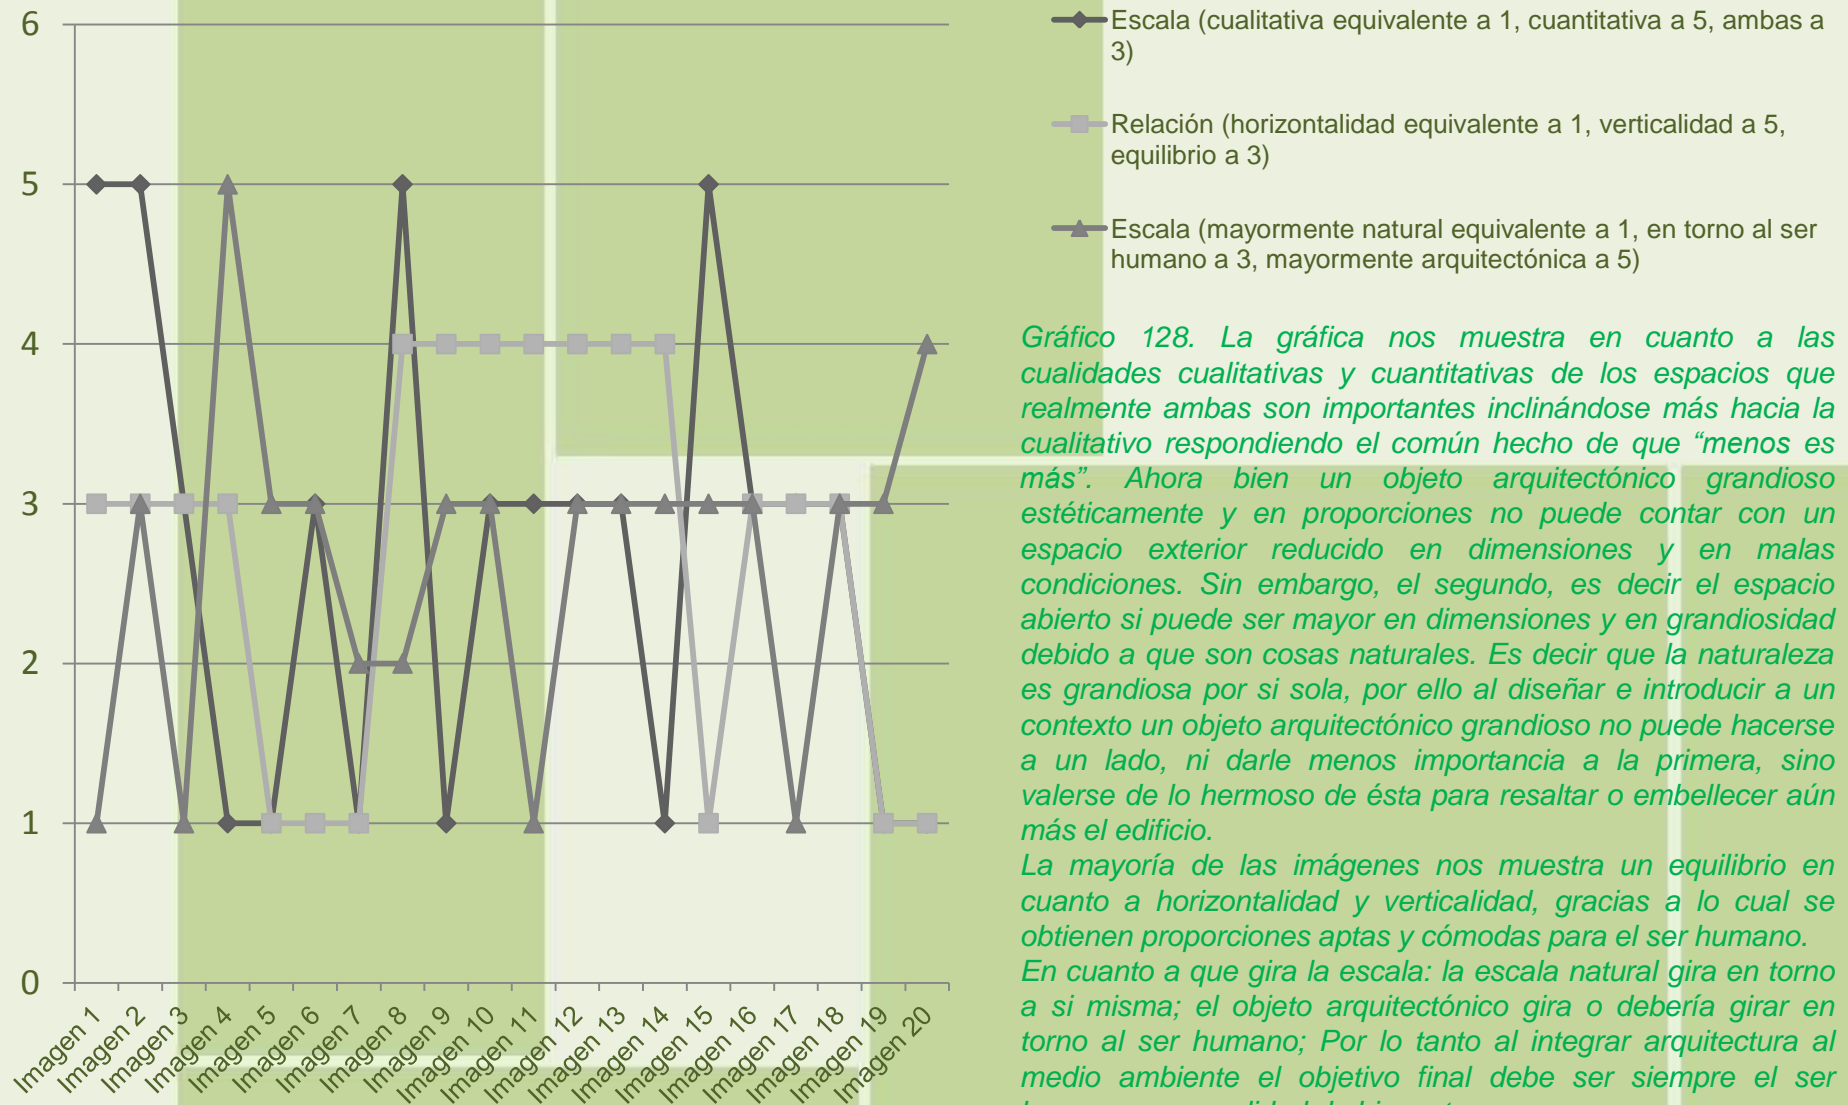 6
5
4
3
2
1
0
Imagen 1
Imagen 2
Imagen 3
Imagen 4
Imagen 5
Imagen 6
Imagen 7
Imagen 8
Imagen 9
Imagen 10
Imagen 11
Imagen 12
Imagen 13
Imagen 14
Imagen 15
Imagen 16
Imagen 17
Imagen 18
Imagen 19
Imagen 20
Escala (cualitativa equivalente a 1, cuantitativa a 5, ambas a
3)
Relación (horizontalidad equivalente a 1, verticalidad a 5,
equilibrio a 3)
Escala (mayormente natural equivalente a 1, en torno al ser
humano a 3, mayormente arquitectónica a 5)
Gráfico 128. La gráfica nos muestra en cuanto a las
cualidades cualitativas y cuantitativas de los espacios que
realmente ambas son importantes inclinándose más hacia la
cualitativo respondiendo el común hecho de que “menos es
más”. Ahora bien un objeto arquitectónico grandioso
estéticamente y en proporciones no puede contar con un
espacio exterior reducido en dimensiones y en malas
condiciones. Sin embargo, el segundo, es decir el espacio
abierto si puede ser mayor en dimensiones y en grandiosidad
debido a que son cosas naturales. Es decir que la naturaleza
es grandiosa por si sola, por ello al diseñar e introducir a un
contexto un objeto arquitectónico grandioso no puede hacerse
a un lado, ni darle menos importancia a la primera, sino
valerse de lo hermoso de ésta para resaltar o embellecer aún
más el edificio.
La mayoría de las imágenes nos muestra un equilibrio en
cuanto a horizontalidad y verticalidad, gracias a lo cual se
obtienen proporciones aptas y cómodas para el ser humano.
En cuanto a que gira la escala: la escala natural gira en torno
a si misma; el objeto arquitectónico gira o debería girar en
torno al ser humano; Por lo tanto al integrar arquitectura al
medio ambiente el objetivo final debe ser siempre el ser